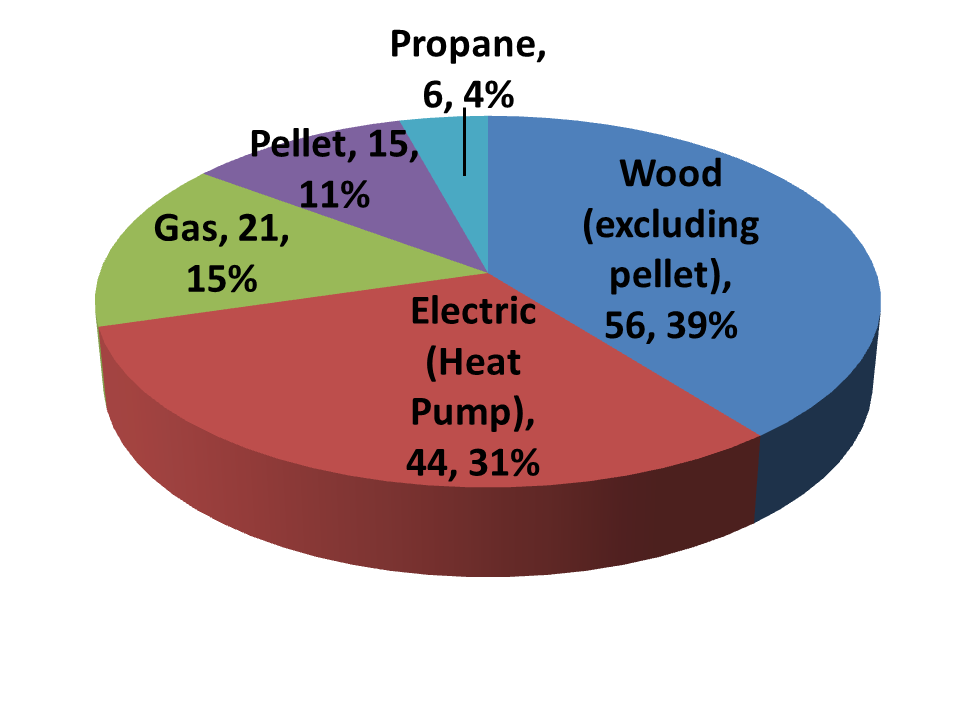 Propane,
6, 4%
Pellet, 15,
11%
Wood
(excluding
pellet),
56, 39%
Gas, 21,
15%
Electric
(Heat
Pump),
44, 31%